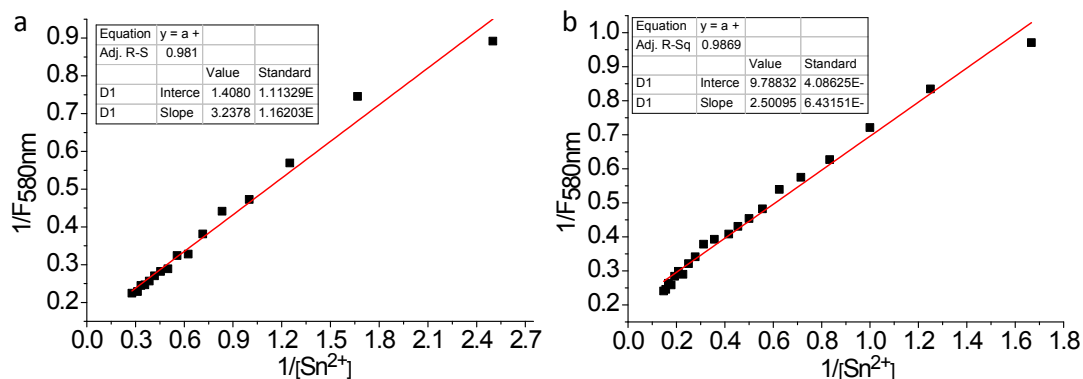 a
Equation y = a +
Adj. R-S 0.981
Value Standard
D1 Interce 1.4080 1.11329E
D1 Slope 3.2378 1.16203E
0.9
0.8
0.7
0.6
0.5
0.4
0.3
0.2
1/F580nm
0.0 0.3 0.6 0.9 1.2 1.5 1.8 2.1 2.4 2.7
1/[Sn2+]
b
Equation y = a +
Adj. R-Sq 0.9869
Value Standard
D1 Interce 9.78832 4.08625E-
D1 Slope 2.50095 6.43151E-
1.0
0.9
0.8
0.7
0.6
0.5
0.4
0.3
0.2
1/F580nm
0.0 0.2 0.4 0.6 0.8 1.0 1.2 1.4 1.6 1.8
1/[Sn2+]